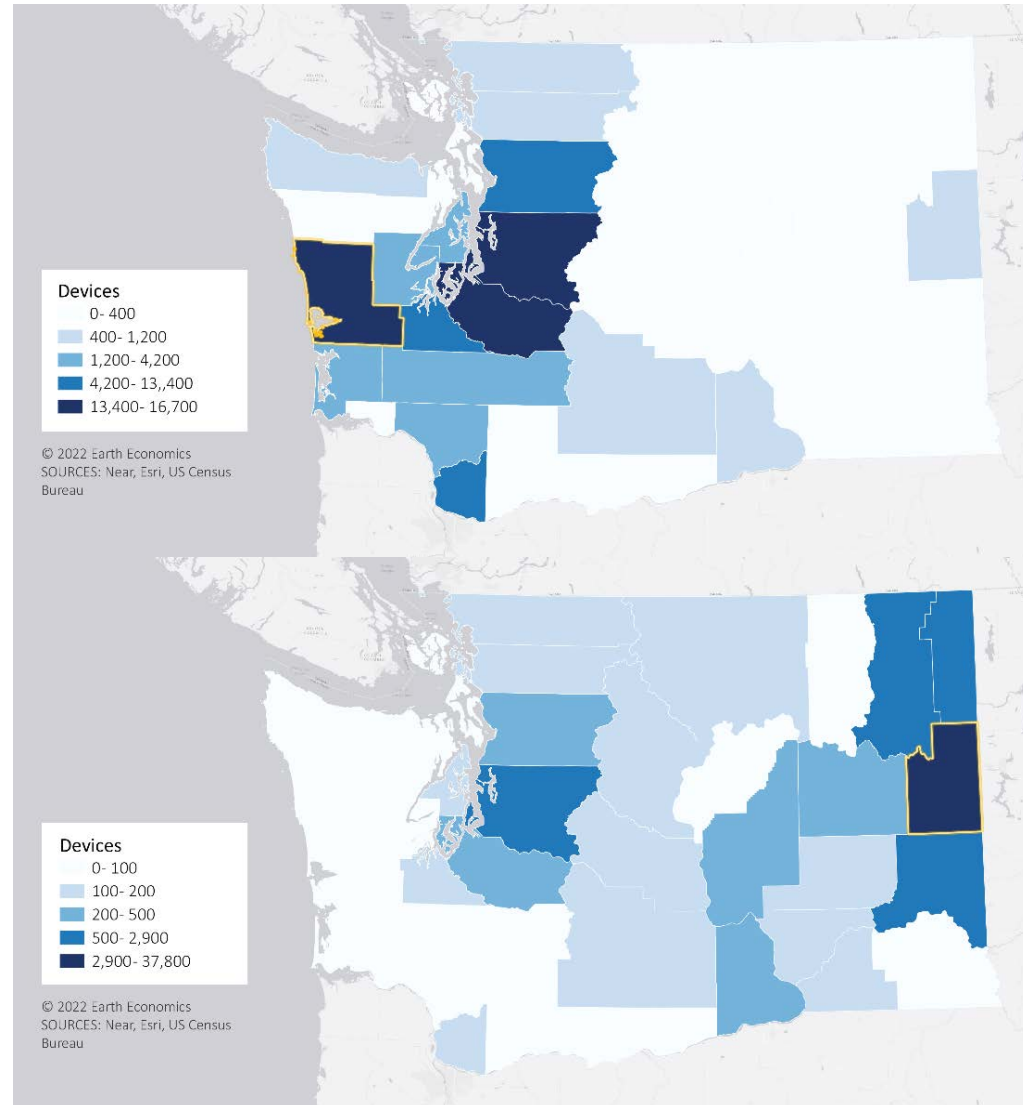 Devices
0- 400
400- 1,200
1,200- 4,200
4,200- 13,,400
13,400- 16,700
© 2022 Earth Economics
SOURCES: Near, Esri, US Census
Bureau
Devices
0- 100
100- 200
200- 500
500- 2,900
2,900- 37,800
© 2022 Earth Economics
SOURCES: Near, Esri, US Census
Bureau